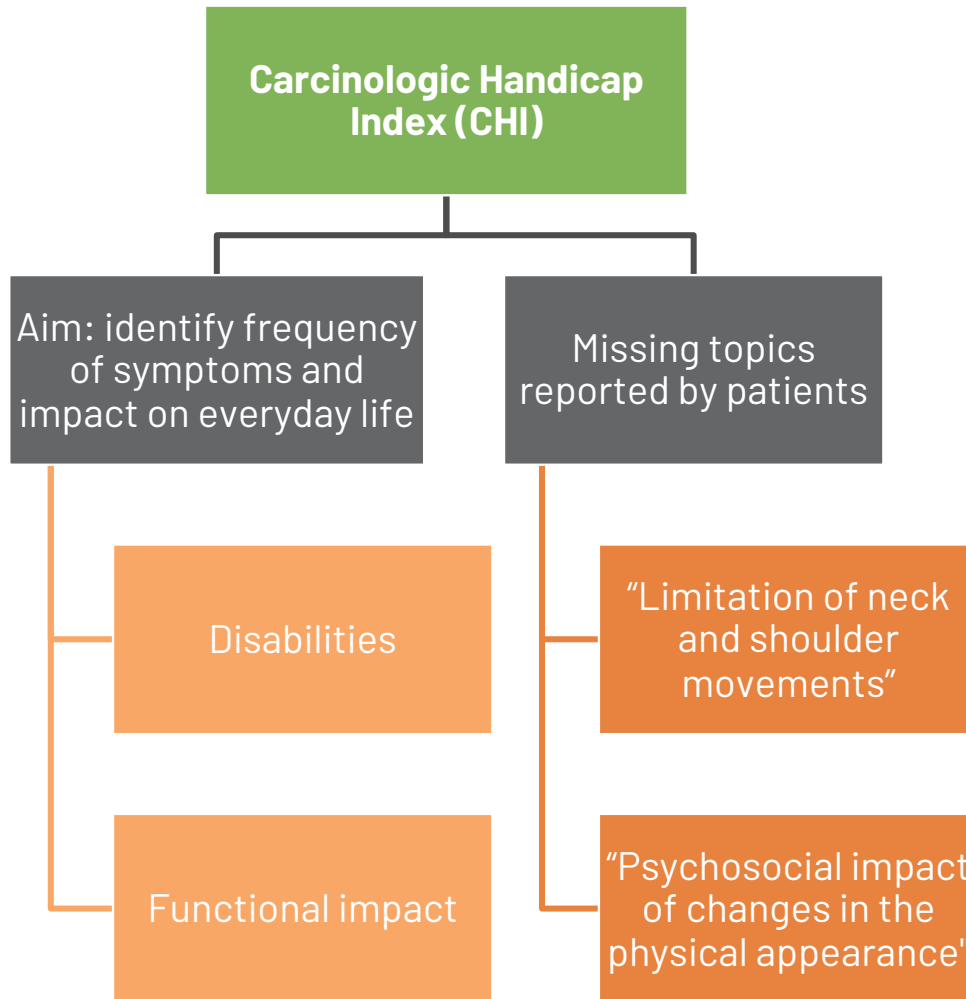 Carcinologic Handicap
Index (CHI)
Aim: identify frequency
of symptoms and
impact on everyday life
Disabilities
Functional impact
Missing topics
reported by patients
“Limitation of neck
and shoulder
movements”
“Psychosocial impact
of changes in the
physical appearance"